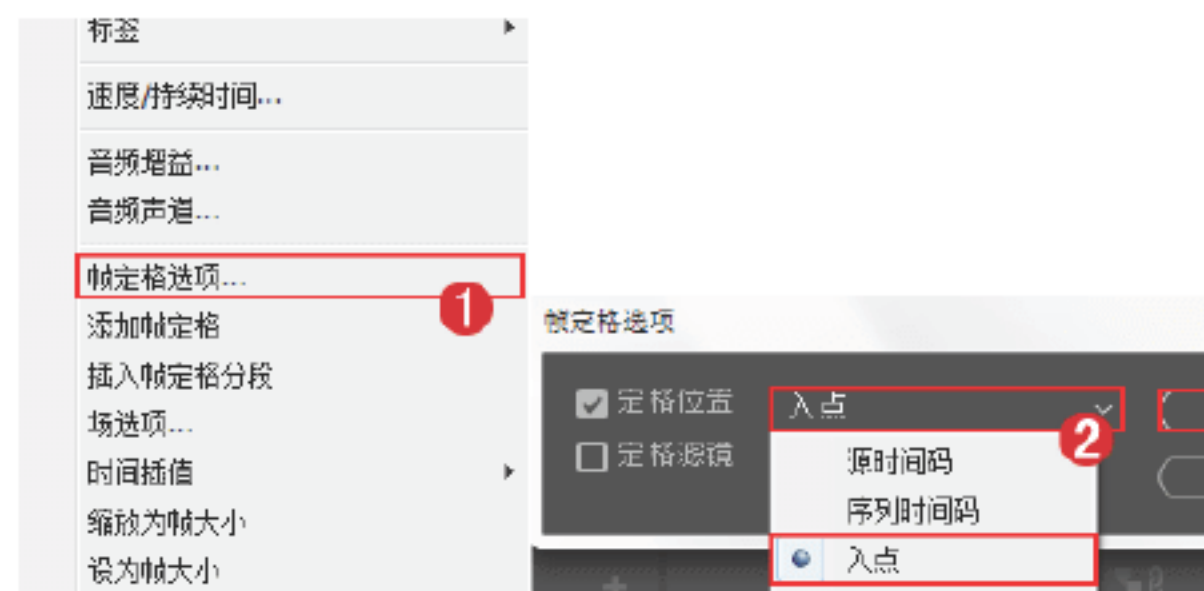 标签
速度/持续时间...
音频增益...
音频声道...
帧定格选项...
1
添加帧定格
插入帧定格分段
场选项...
时间插值
缩放为帧大小
设为帧大小
帧定格选项
定格位置
入点
2
定格滤镜
源时间码
序列时间码
入点